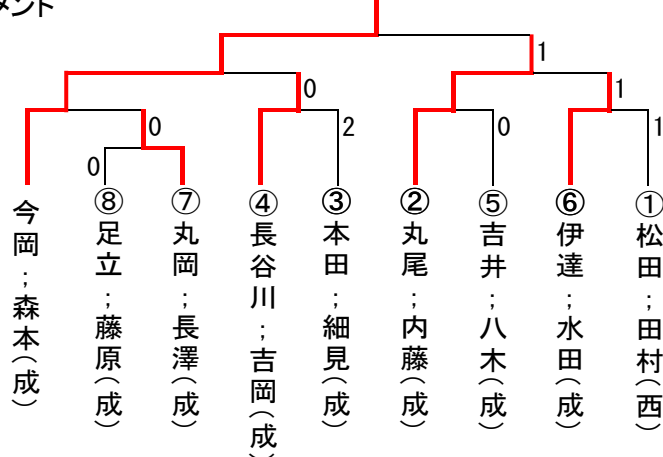 メント
1
0
1
0
2
0
1
0
今岡；森本(成)
⑧足立；藤原(成)
⑦丸岡；長澤(成)
④長谷川；吉岡(成)
③本田；細見(成)
②丸尾；内藤(成)
⑤吉井；八木(成)
⑥伊達；水田(成)
①松田；田村(西)